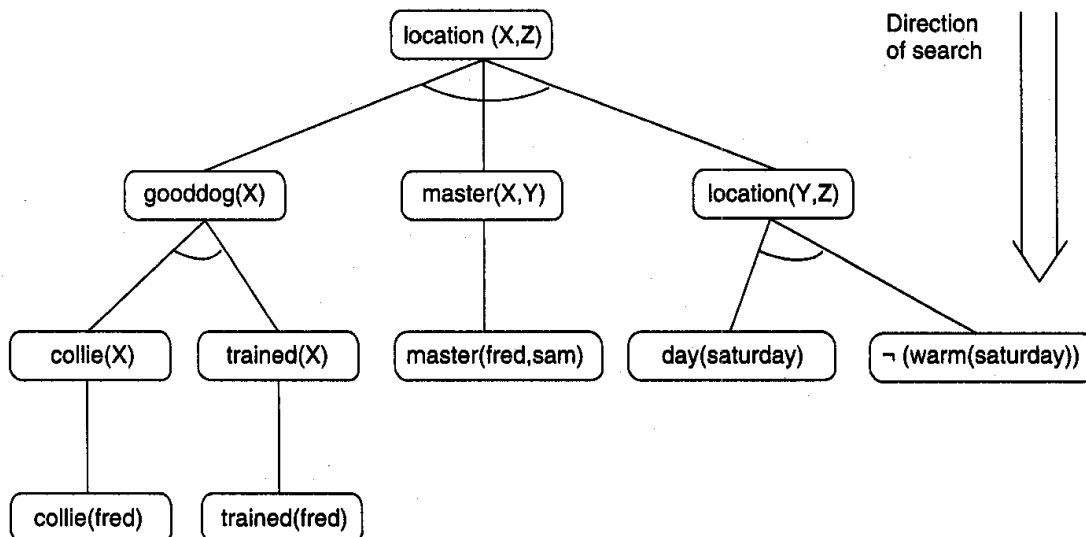 location (X,Z)
Direction
of search
gooddog(X)
master(X,Y)
location(Y,Z)
collie(X)
trained(X)
master(fred,sam)
day(saturday)
¬ (warm(saturday))
collie(fred)
trained(fred)